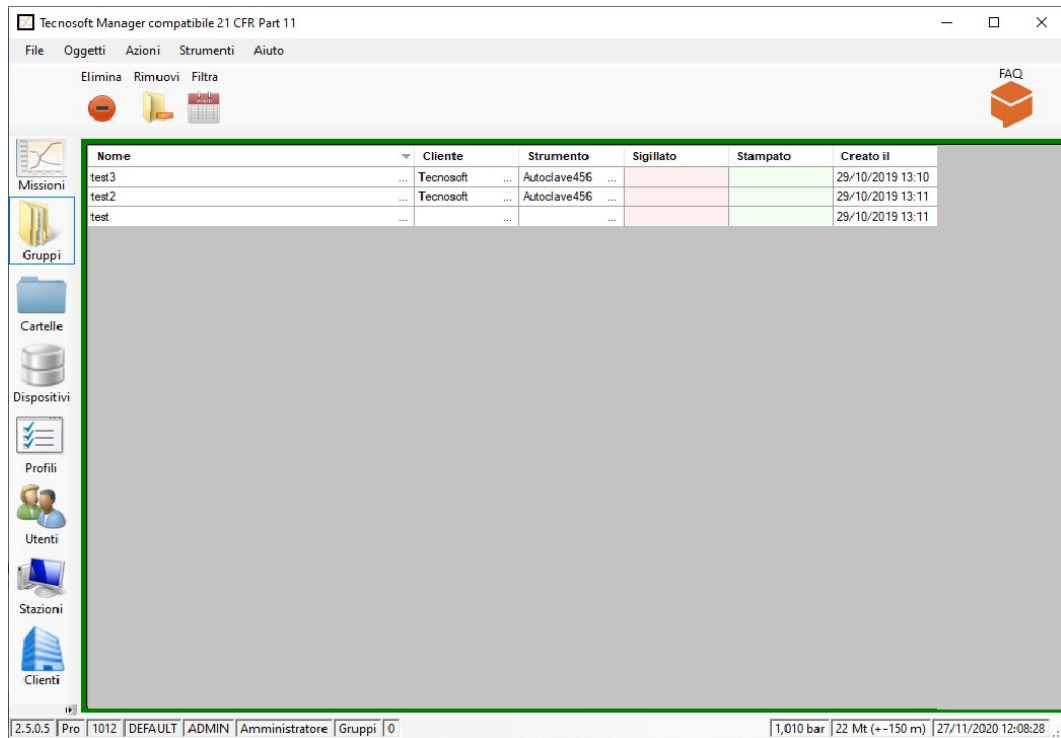 Tecnosoft Manager compatibile 21 CFR Part 11
File Oggetti Azioni Strumenti Aiuto
Elimina Rimuovi Filtra FAQ
Nome Cliente Strumento Sigillato Stampato Creato il
test3 ... Tecnosoft ... Autoclave456 ... 29/10/2019 13:10
test2 ... Tecnosoft ... Autoclave456 ... 29/10/2019 13:11
test ... ... ... 29/10/2019 13:11
Missioni
Gruppi
Cartelle
Dispositivi
Profili
Utenti
Stazioni
Clienti
2.5.0.5 Pro 1012 DEFAULT ADMIN Amministratore Gruppi 0 1,010 bar 22 Mt (+-150 m) 27/11/2020 12:08:28